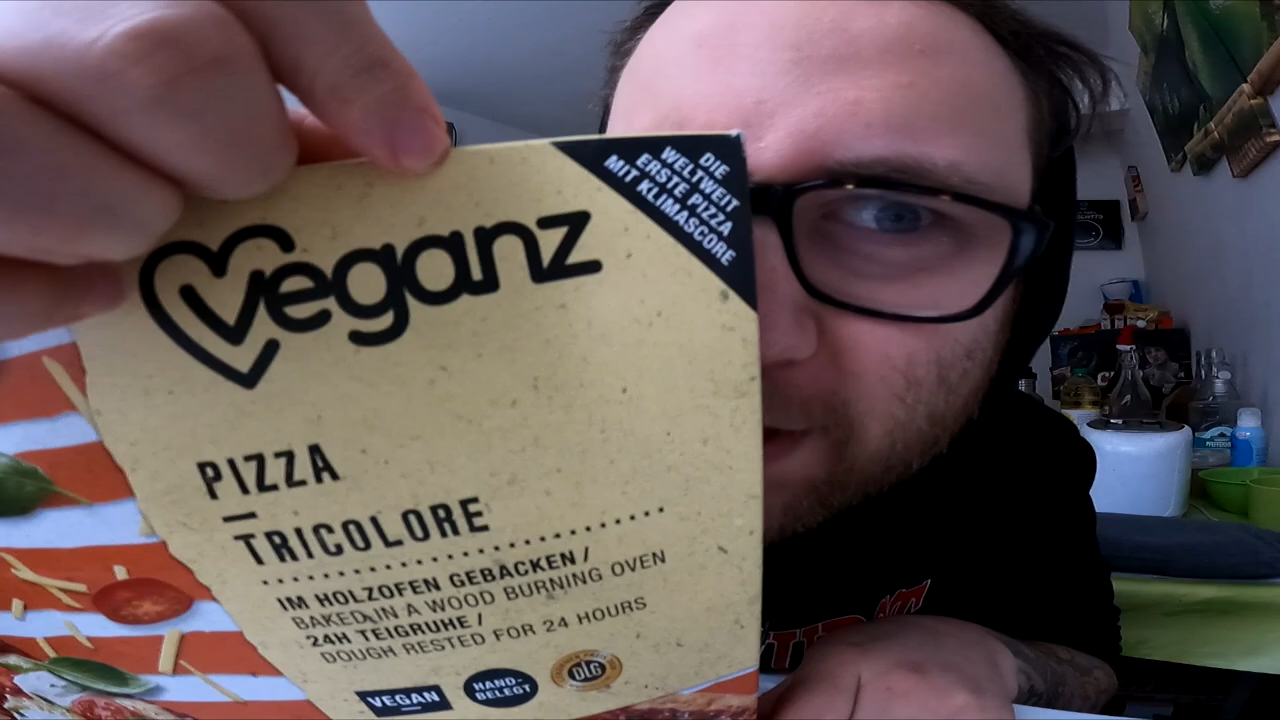 DIE
WELTWEIT
ERSTE PIZZA
MIT KLIMASCORE
veganz
PIZZA
TRICOLORE
IM HOLZOFEN GEBACKEN /
BAKED IN A WOOD BURNING OVEN
24H TEIGRUHE /
DOUGH RESTED FOR 24 HOURS
VEGAN
HAND-
BELEGT
DLG